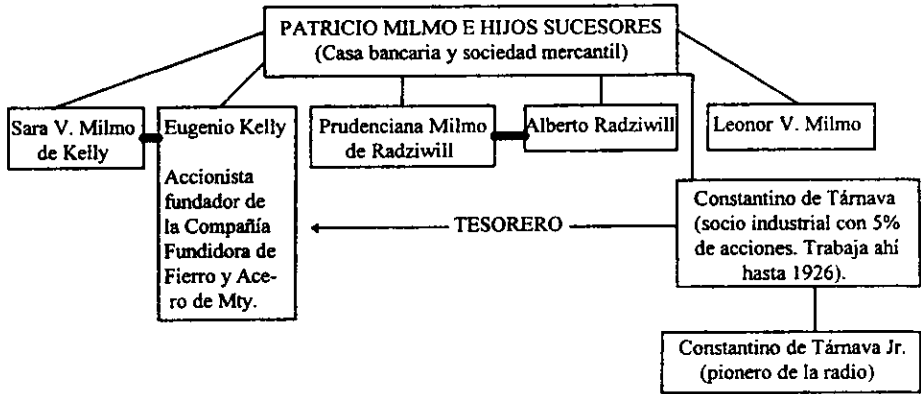 PATRICIO MILMO E HIJOS SUCESORES
(Casa bancaria y sociedad mercantil)
Sara V. Milmo
de Kelly
Eugenio Kelly
Accionista
fundador de
la Compañía
Fundidora de
Fierro y Ace-
ro de Mty.
Prudenciana Milmo
de Radziwill
Alberto Radziwill
Leonor V. Milmo
TESORERO
Constantino de Tárnava
(socio industrial con 5%
de acciones. Trabaja ahí
hasta 1926).
Constantino de Tárnava Jr.
(pionero de la radio)